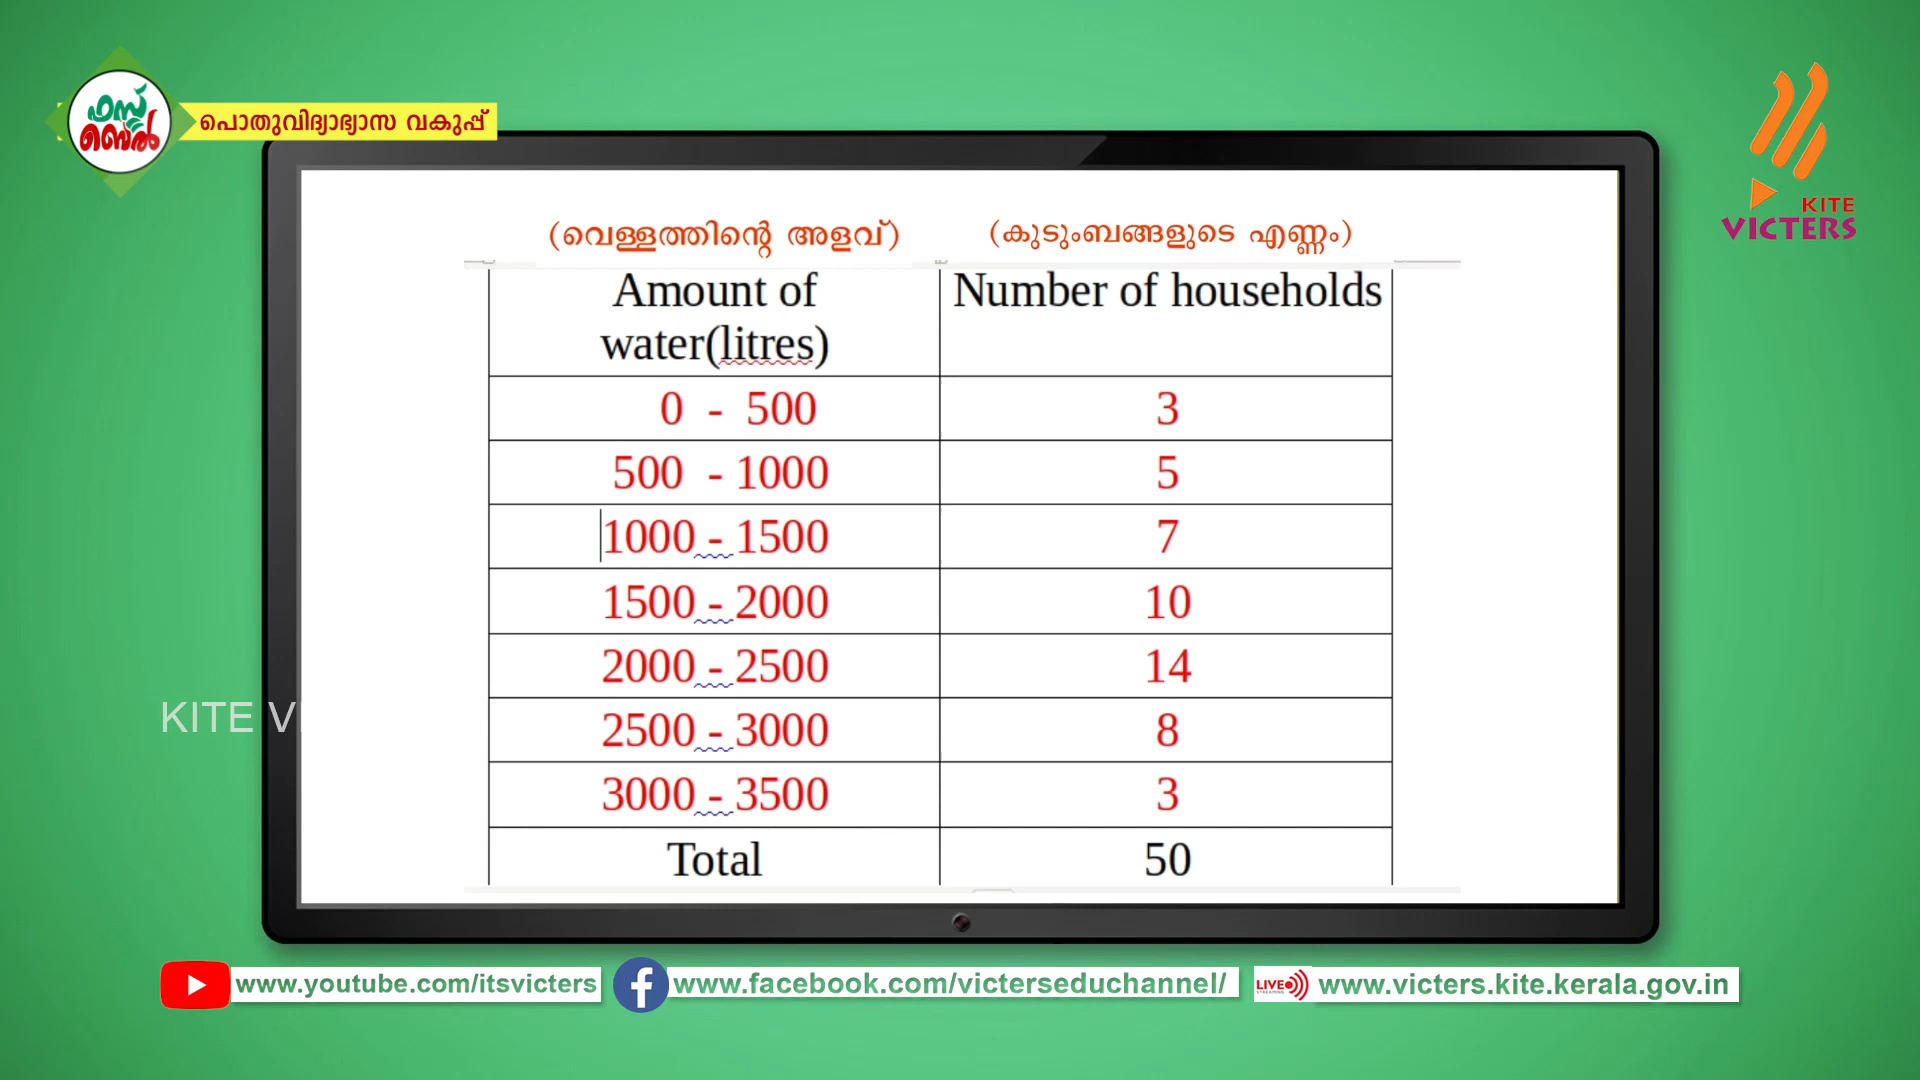 ഫസ്റ്റ്
ബെൽ
പൊതുവിദ്യാഭ്യാസ വകുപ്പ്
KITE
VICTERS
(വെള്ളത്തിന്റെ അളവ്) (കുടുംബങ്ങളുടെ എണ്ണം)
Amount of Number of households
water(litres)
0 - 500 3
500 - 1000 5
1000 - 1500 7
1500 - 2000 10
2000 - 2500 14
2500 - 3000 8
3000 - 3500 3
Total 50
KITE VI
www.youtube.com/itsvicters www.facebook.com/victerseduchannel/ LIVE www.victers.kite.kerala.gov.in